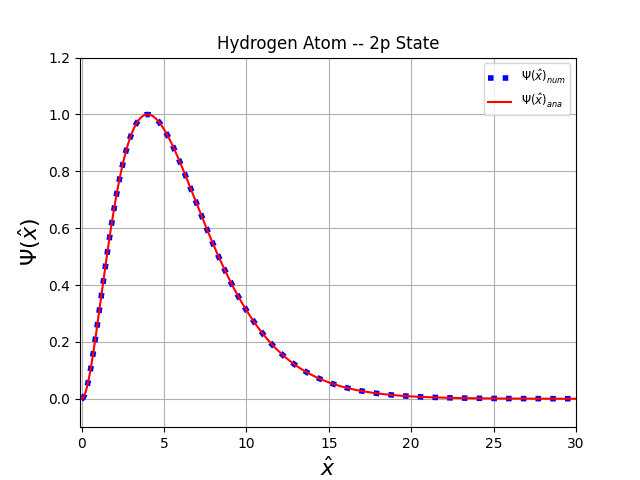 Hydrogen Atom -- 2p State
Ψ(x̂)
1.2
1.0
0.8
0.6
0.4
0.2
0.0
Ψ(x̂)num
Ψ(x̂)ana
0 5 10 15 20 25 30
x̂